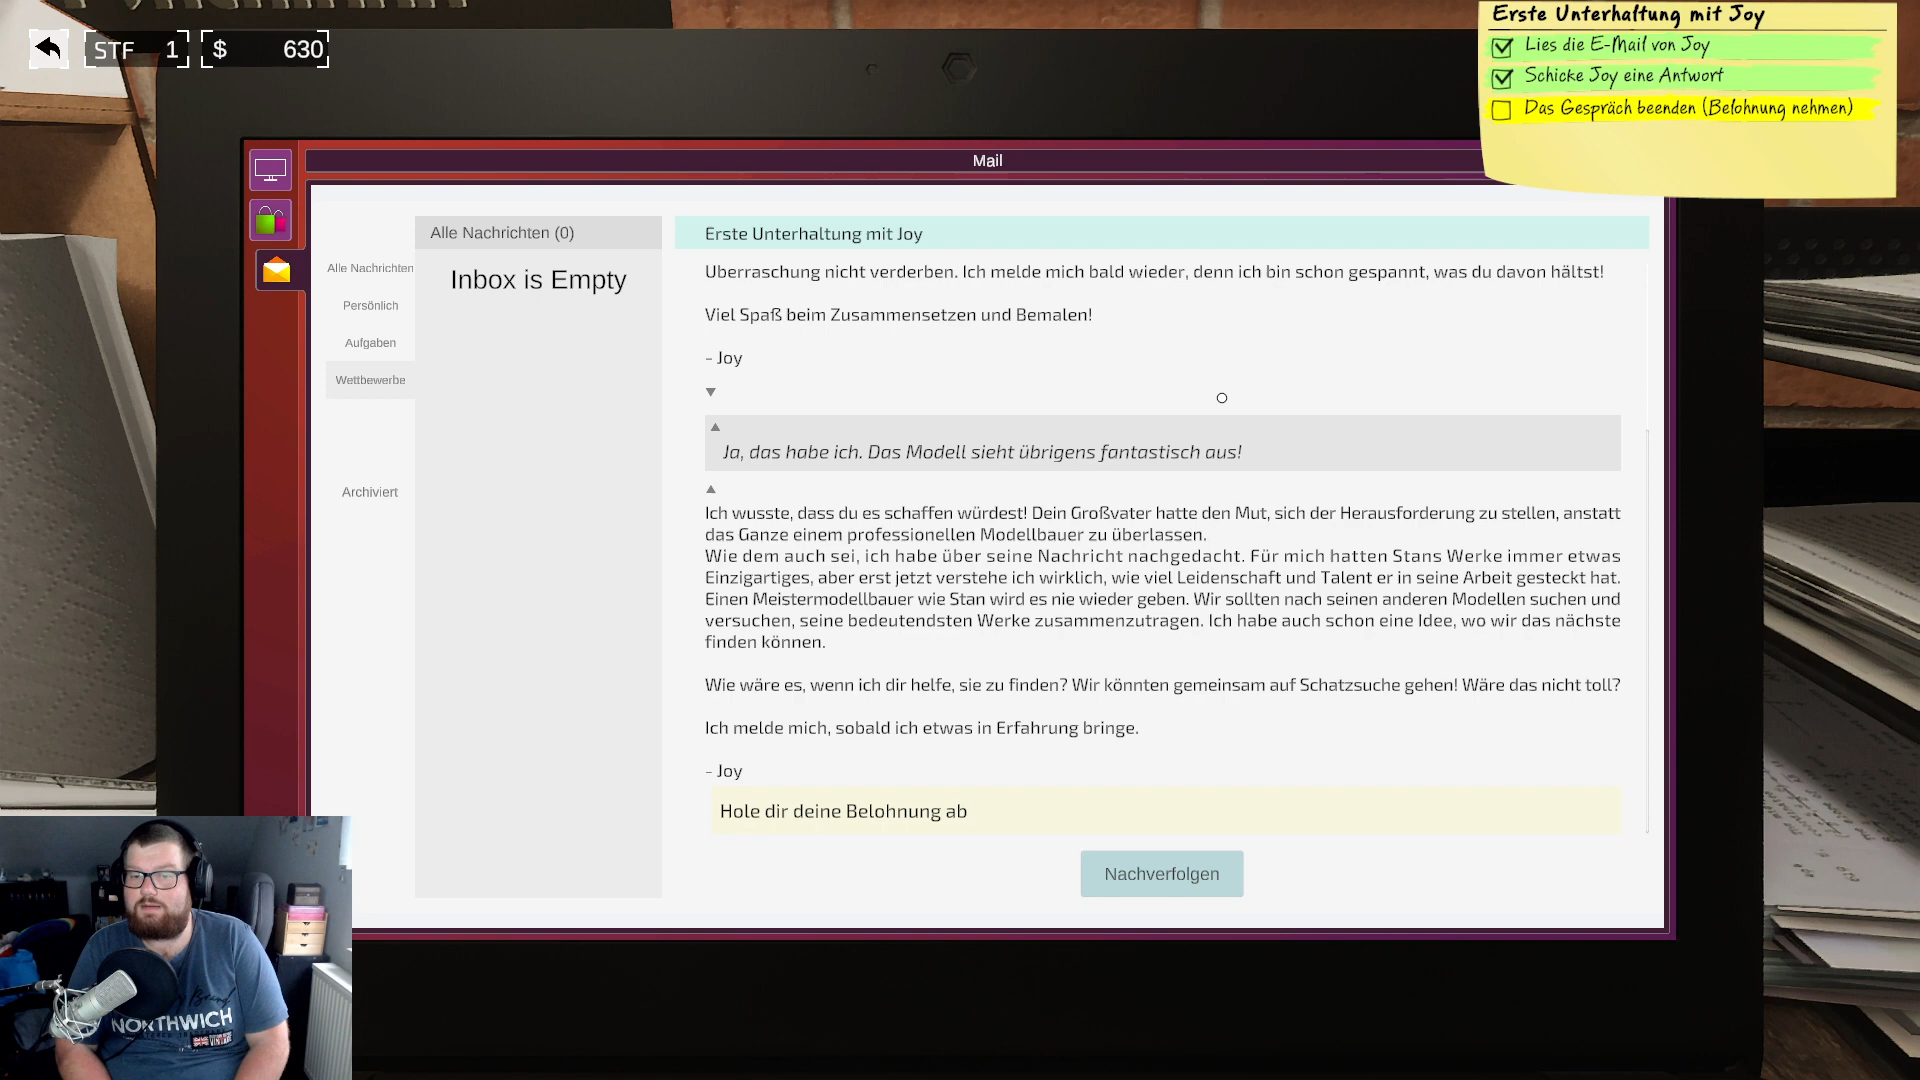 STF 1 $ 630
Erste Unterhaltung mit Joy
Lies die E-Mail von Joy
Schicke Joy eine Antwort
Das Gespräch beenden (Belohnung nehmen)
Mail
Alle Nachrichten
Persönlich
Aufgaben
Wettbewerbe
Archiviert
Alle Nachrichten (0)
Inbox is Empty
Erste Unterhaltung mit Joy
Überraschung nicht verderben. Ich melde mich bald wieder, denn ich bin schon gespannt, was du davon hältst!
Viel Spaß beim Zusammensetzen und Bemalen!
- Joy
Ja, das habe ich. Das Modell sieht übrigens fantastisch aus!
Ich wusste, dass du es schaffen würdest! Dein Großvater hatte den Mut, sich der Herausforderung zu stellen, anstatt
das Ganze einem professionellen Modellbauer zu überlassen.
Wie dem auch sei, ich habe über seine Nachricht nachgedacht. Für mich hatten Stans Werke immer etwas
Einzigartiges, aber erst jetzt verstehe ich wirklich, wie viel Leidenschaft und Talent er in seine Arbeit gesteckt hat.
Einen Meistermodellbauer wie Stan wird es nie wieder geben. Wir sollten nach seinen anderen Modellen suchen und
versuchen, seine bedeutendsten Werke zusammenzutragen. Ich habe auch schon eine Idee, wo wir das nächste
finden können.
Wie wäre es, wenn ich dir helfe, sie zu finden? Wir könnten gemeinsam auf Schatzsuche gehen! Wäre das nicht toll?
Ich melde mich, sobald ich etwas in Erfahrung bringe.
- Joy
Hole dir deine Belohnung ab
Nachverfolgen
NORTHWICH